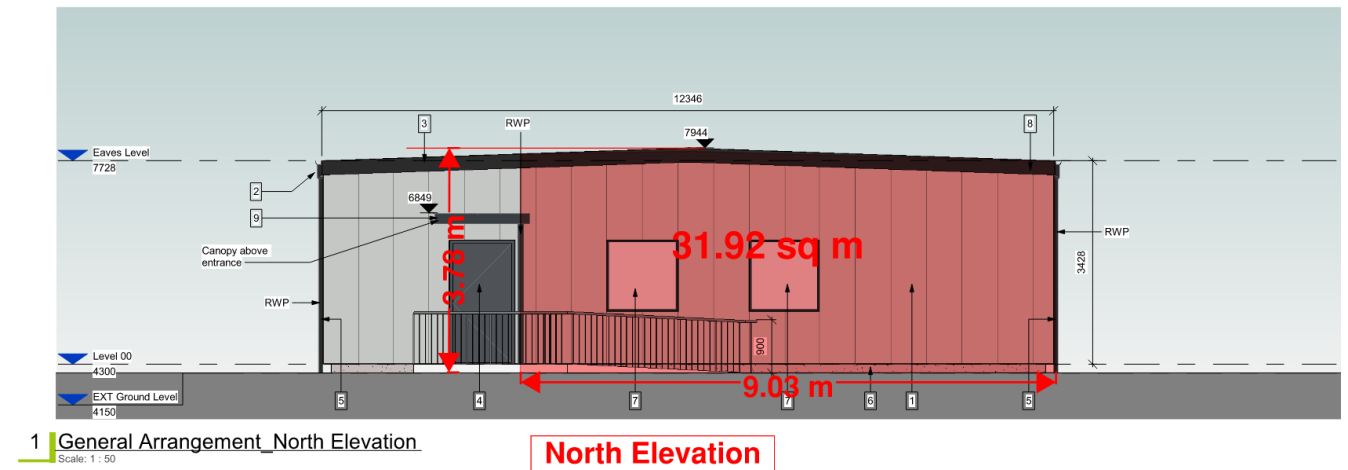 12346
3
RWP
7944
8
Eaves Level
7728
2
6849
9
31.92 sq m
Canopy above
entrance
3.78 m
RWP
3428
RWP
900
Level 00
4300
9.03 m
EXT Ground Level
4150
5
4
7
7
6
1
5
1 General Arrangement_North Elevation
Scale: 1 : 50
North Elevation